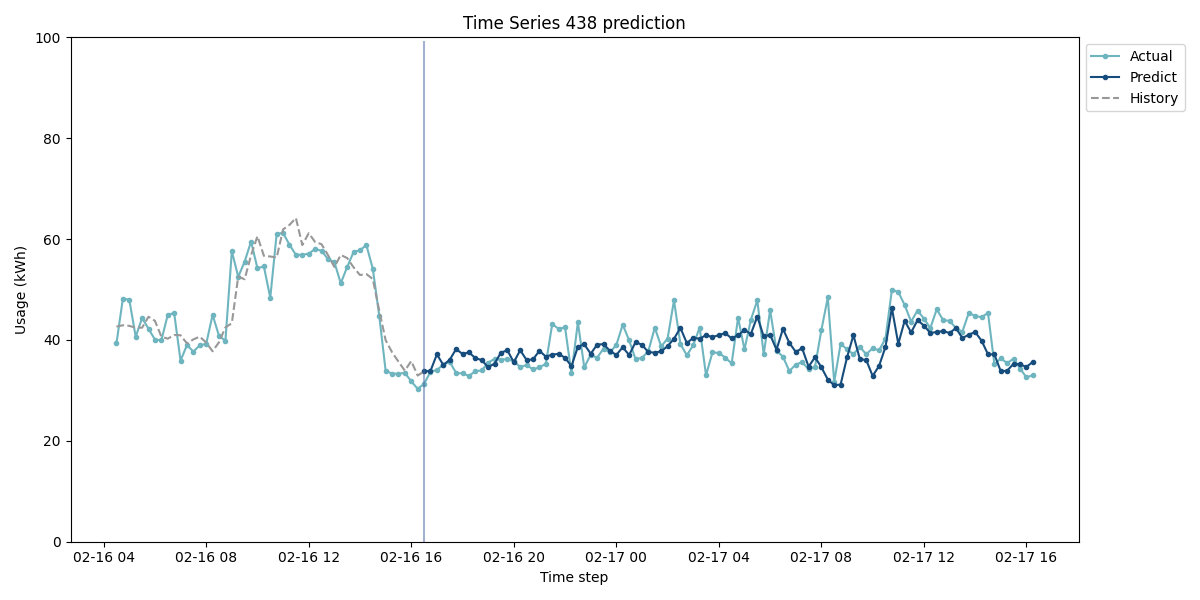 Time Series 438 prediction
100
80
60
40
20
0
Usage (kWh)
02-16 04
02-16 08
02-16 12
02-16 16
02-16 20
02-17 00
02-17 04
02-17 08
02-17 12
02-17 16
Time step
Actual
Predict
History